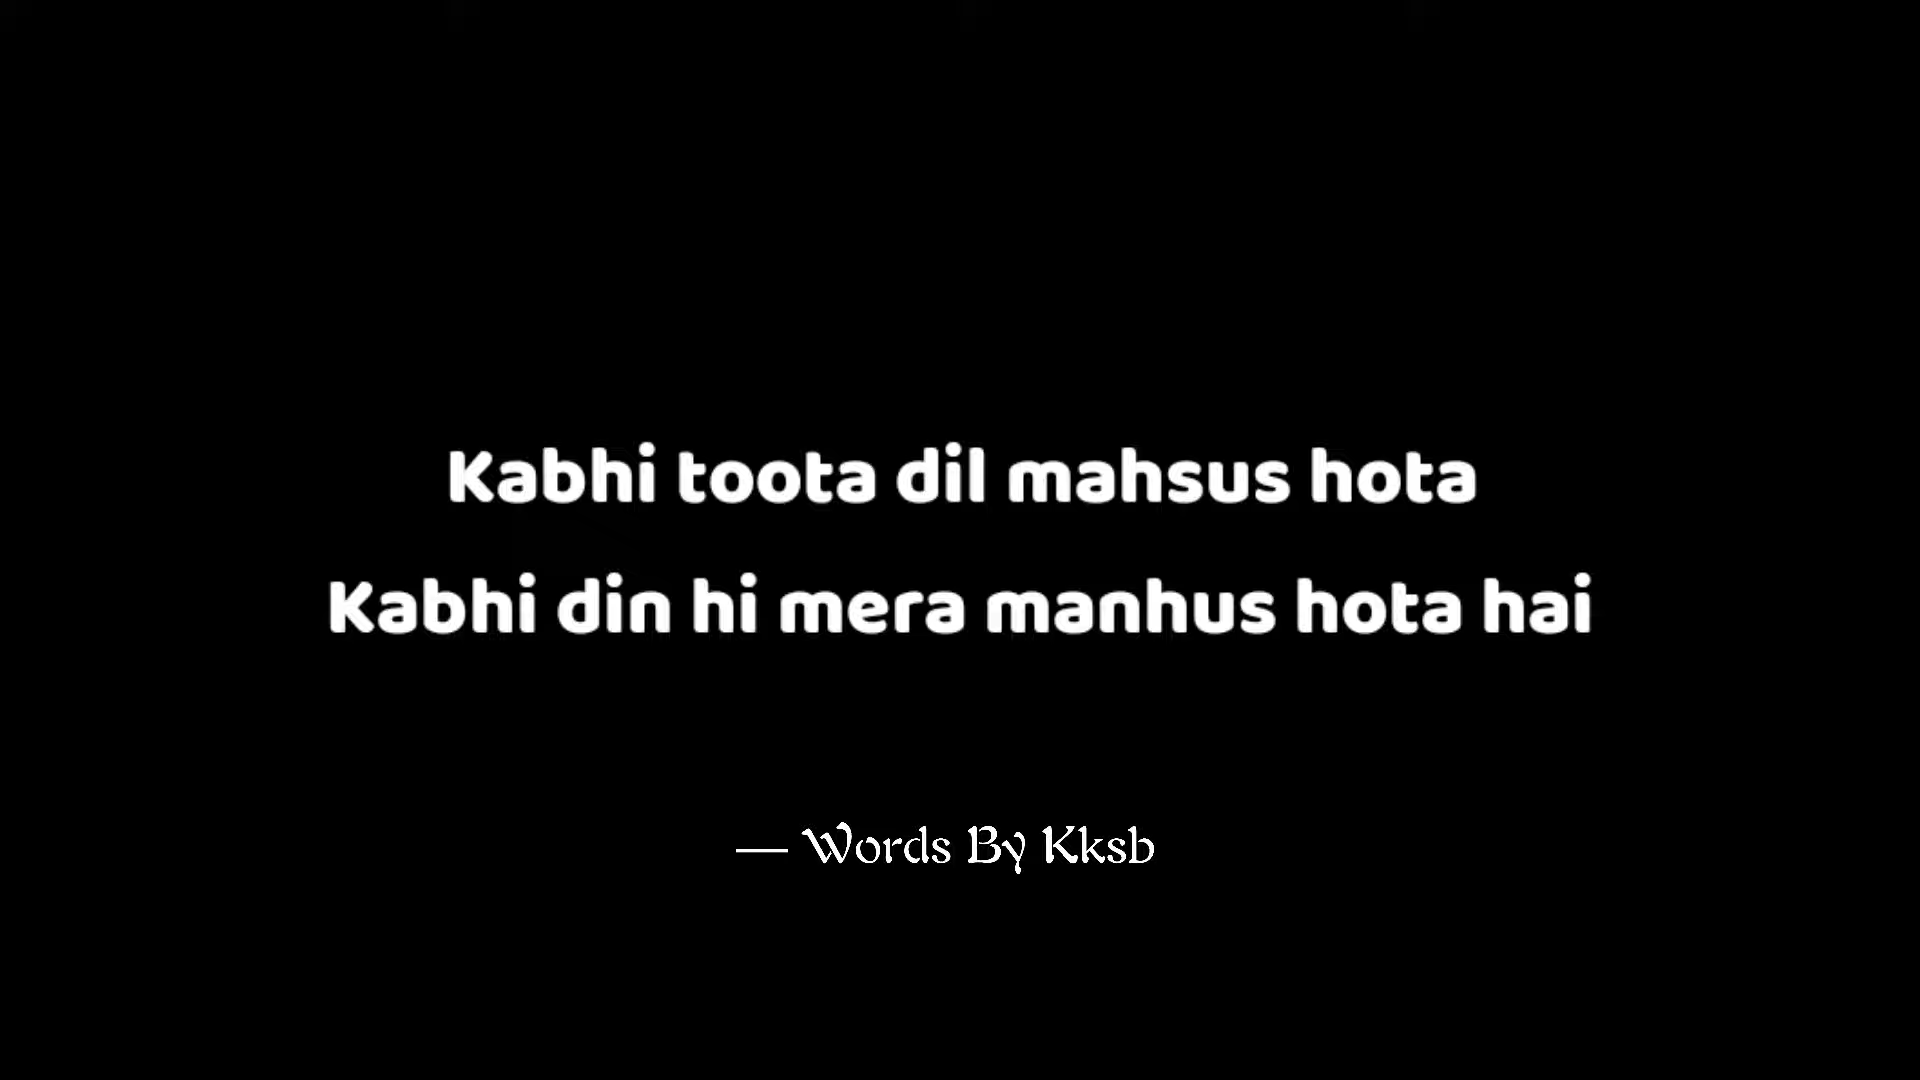 Kabhi toota dil mahsus hota
Kabhi din hi mera manhus hota hai
— Words By Kksb